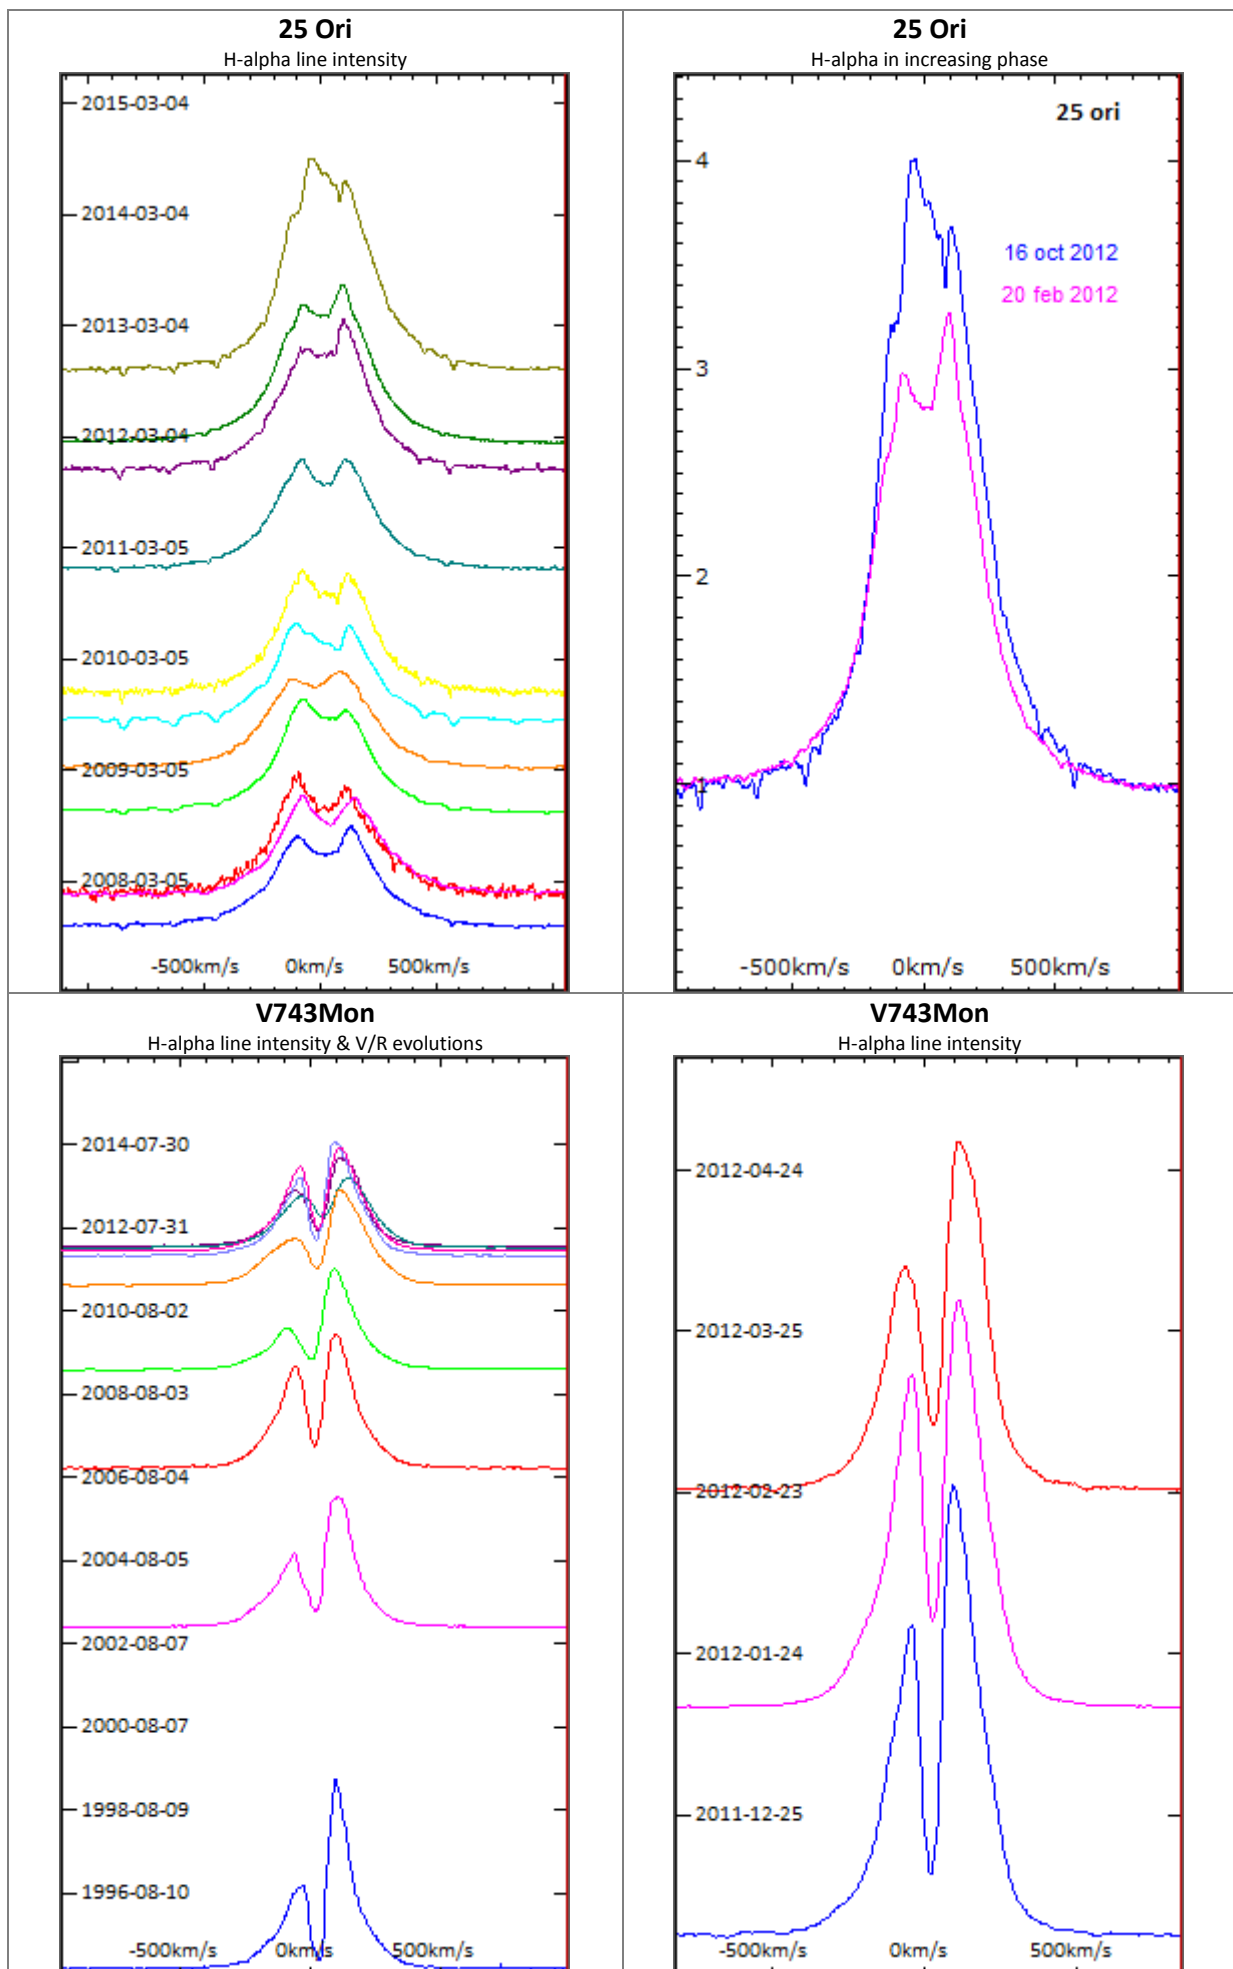 25 Ori
H-alpha line intensity
2015-03-04
2014-03-04
2013-03-04
2012-03-04
2011-03-05
2010-03-05
2009-03-05
2008-03-05
-500km/s 0km/s 500km/s
25 Ori
H-alpha in increasing phase
25 ori
4
16 oct 2012
20 feb 2012
3
2
1
-500km/s 0km/s 500km/s
V743Mon
H-alpha line intensity & V/R evolutions
2014-07-30
2012-07-31
2010-08-02
2008-08-03
2006-08-04
2004-08-05
2002-08-07
2000-08-07
1998-08-09
1996-08-10
-500km/s 0km/s 500km/s
V743Mon
H-alpha line intensity
2012-04-24
2012-03-25
2012-02-23
2012-01-24
2011-12-25
-500km/s 0km/s 500km/s